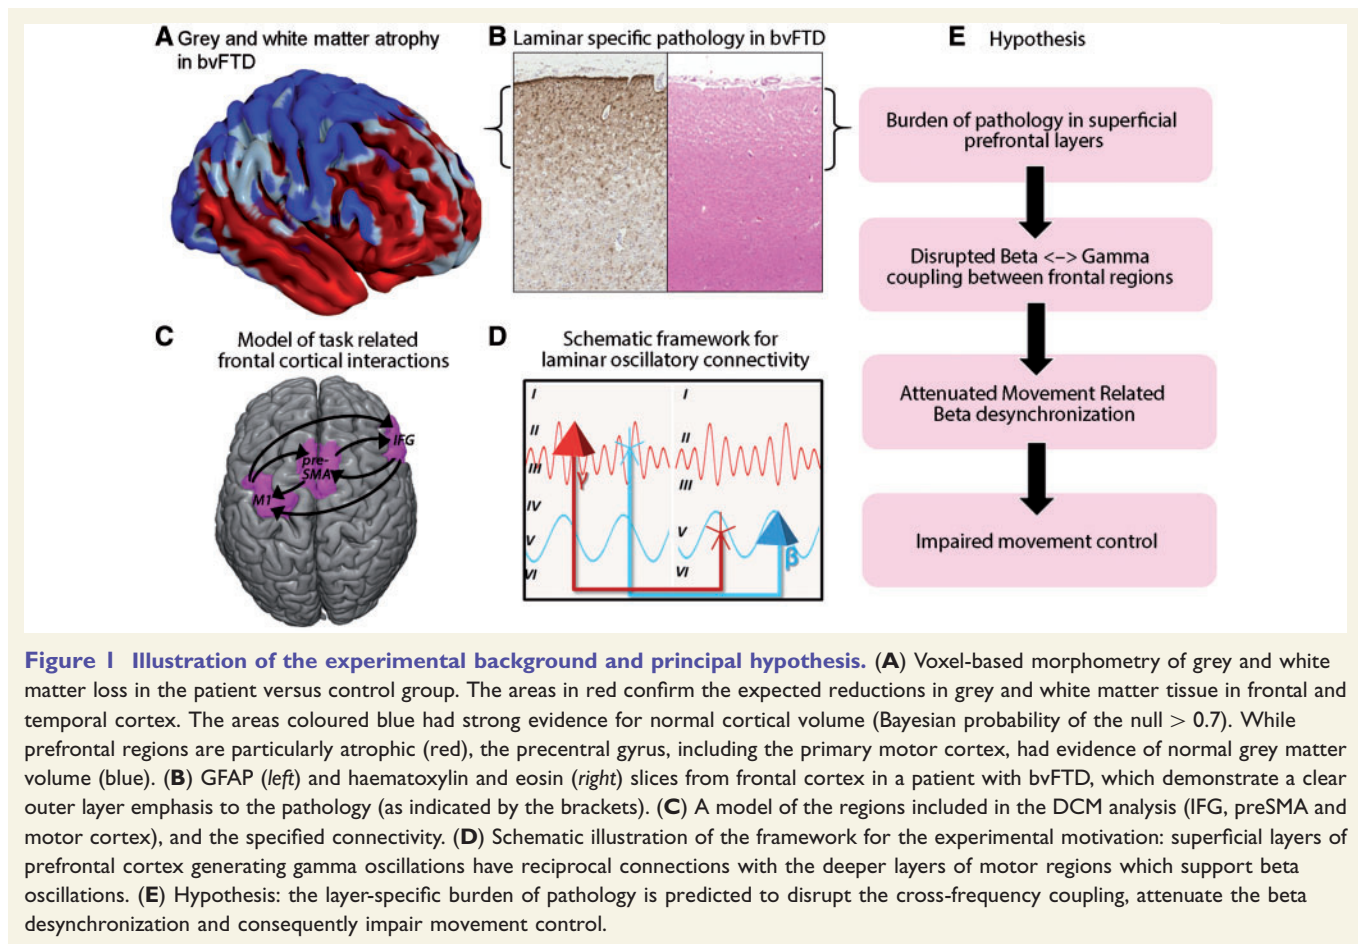 A Grey and white matter atrophy
in bvFTD
B Laminar specific pathology in bvFTD
E Hypothesis
Burden of pathology in superficial
prefrontal layers
Disrupted Beta <-> Gamma
coupling between frontal regions
Attenuated Movement Related
Beta desynchronization
Impaired movement control
C Model of task related
frontal cortical interactions
IFG
pre-
SMA
M1
D Schematic framework for
laminar oscillatory connectivity
I
II
III
IV
V
VI
γ
I
II
III
V
VI
β
Figure 1 Illustration of the experimental background and principal hypothesis. (A) Voxel-based morphometry of grey and white
matter loss in the patient versus control group. The areas in red confirm the expected reductions in grey and white matter tissue in frontal and
temporal cortex. The areas coloured blue had strong evidence for normal cortical volume (Bayesian probability of the null > 0.7). While
prefrontal regions are particularly atrophic (red), the precentral gyrus, including the primary motor cortex, had evidence of normal grey matter
volume (blue). (B) GFAP (left) and haematoxylin and eosin (right) slices from frontal cortex in a patient with bvFTD, which demonstrate a clear
outer layer emphasis to the pathology (as indicated by the brackets). (C) A model of the regions included in the DCM analysis (IFG, preSMA and
motor cortex), and the specified connectivity. (D) Schematic illustration of the framework for the experimental motivation: superficial layers of
prefrontal cortex generating gamma oscillations have reciprocal connections with the deeper layers of motor regions which support beta
oscillations. (E) Hypothesis: the layer-specific burden of pathology is predicted to disrupt the cross-frequency coupling, attenuate the beta
desynchronization and consequently impair movement control.